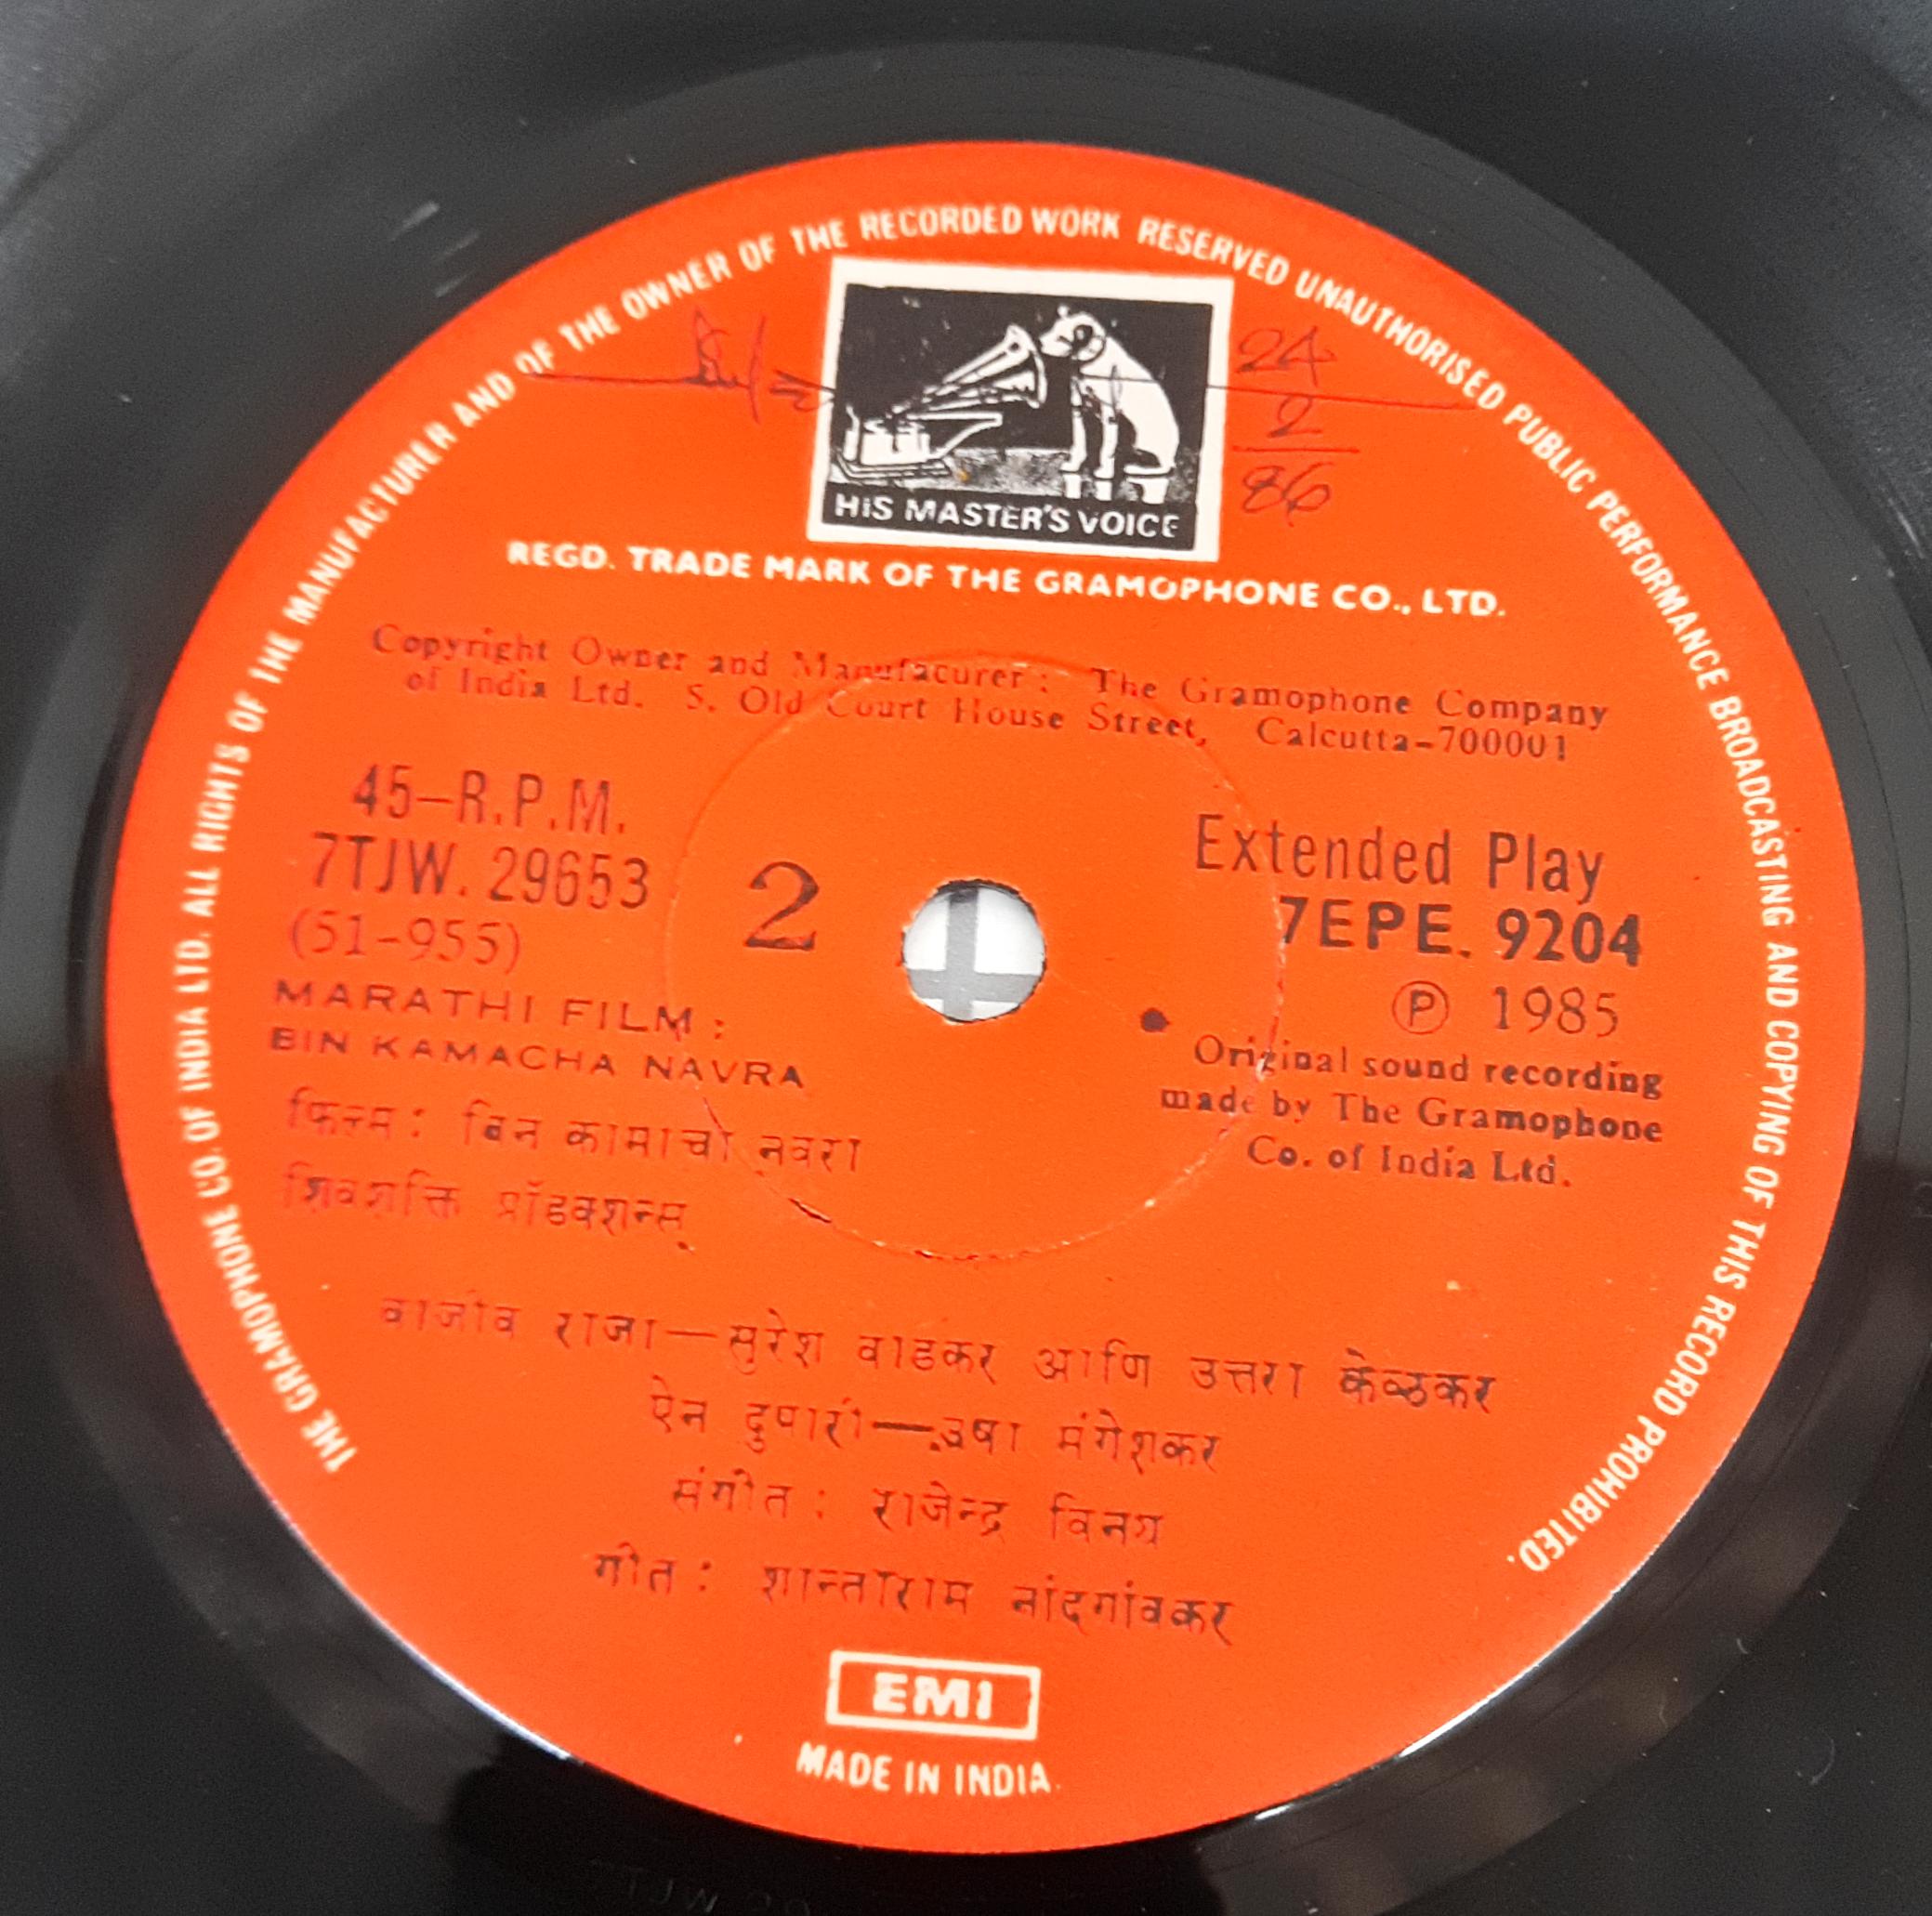 THE GRAMOPHONE CO. OF INDIA LTD. ALL RIGHTS OF THE MANUFACTURER AND OF THE OWNER OF THE RECORDED WORK RESERVED UNAUTHORISED PUBLIC PERFORMANCE BROADCASTING AND COPYING OF THIS RECORD PROHIBITED.
24
2
86
HIS MASTER'S VOICE
REGD. TRADE MARK OF THE GRAMOPHONE CO., LTD.
Copyright Owner and Manufacurer: The Gramophone Company
of India Ltd. 5, Old Court House Street, Calcutta-700001
45-R.P.M.
7TJW. 29653
(51-955)
2
Extended Play
7EPE. 9204
Ⓟ 1985
Original sound recording
made by The Gramophone
Co. of India Ltd.
MARATHI FILM :
BIN KAMACHA NAVRA
फिल्म : बिन कामाचा नवरा
शिवशक्ति प्रॉडक्शन्स्
वाजीव राजा—सुरेश वाडकर आणि उत्तरा केळकर
ऐन दुपारी—उषा मंगेशकर
संगीत : राजेन्द्र विनय
गीत : शान्ताराम नांदगांवकर
EMI
MADE IN INDIA